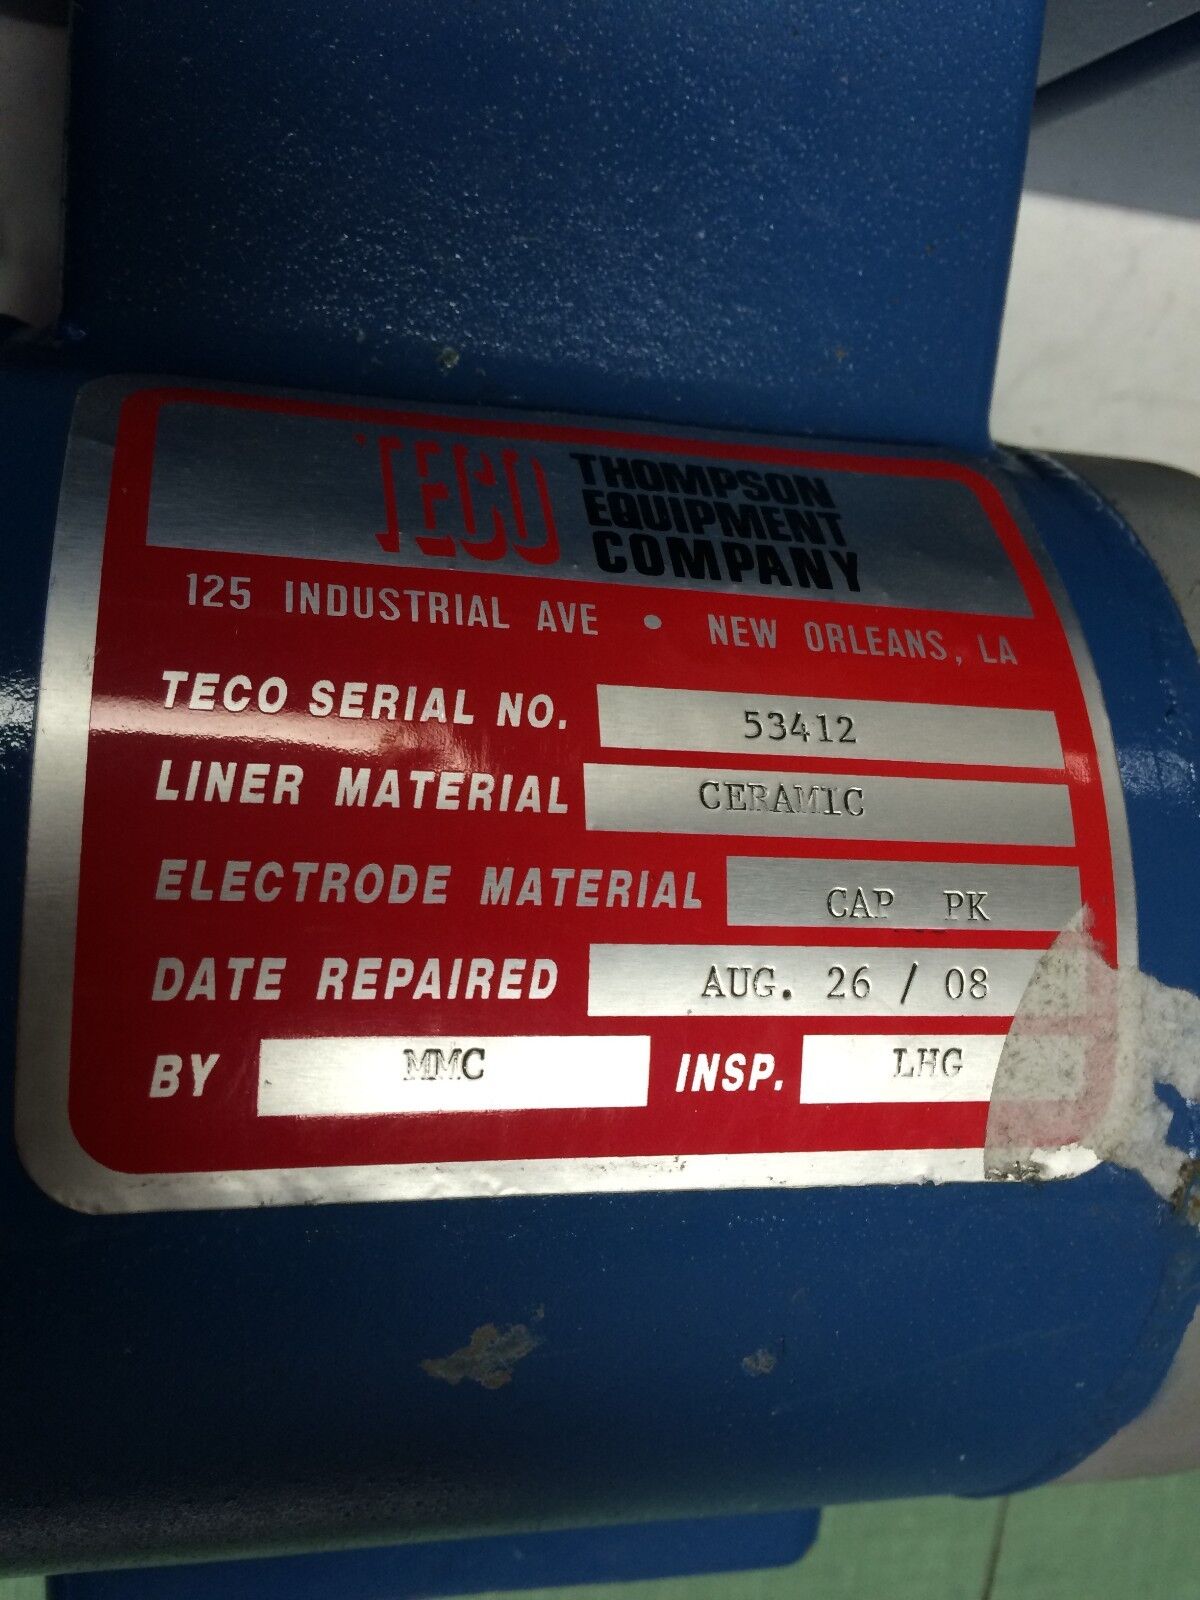 TECO THOMPSON
EQUIPMENT
COMPANY
125 INDUSTRIAL AVE • NEW ORLEANS, LA
TECO SERIAL NO. 53412
LINER MATERIAL CERAMIC
ELECTRODE MATERIAL CAP PK
DATE REPAIRED AUG. 26 / 08
BY MMC INSP. LHG